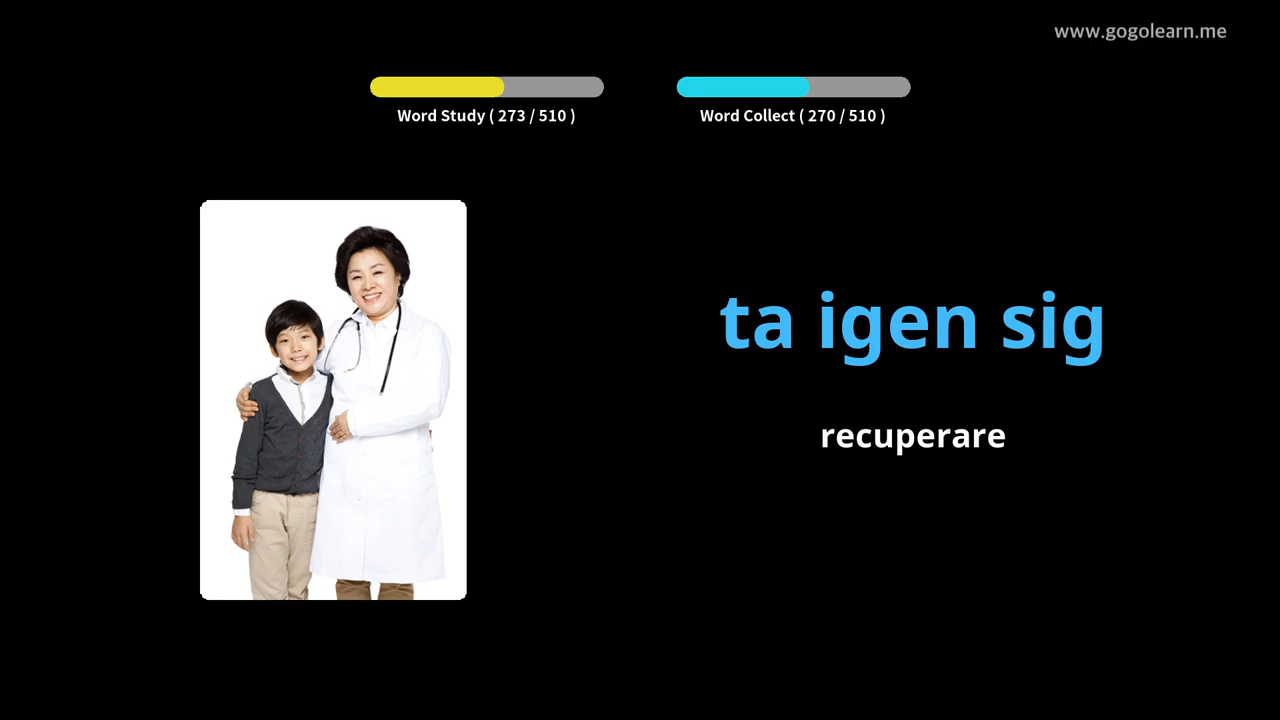 www.gogolearn.me
Word Study ( 273 / 510 )
Word Collect ( 270 / 510 )
ta igen sig
recuperare